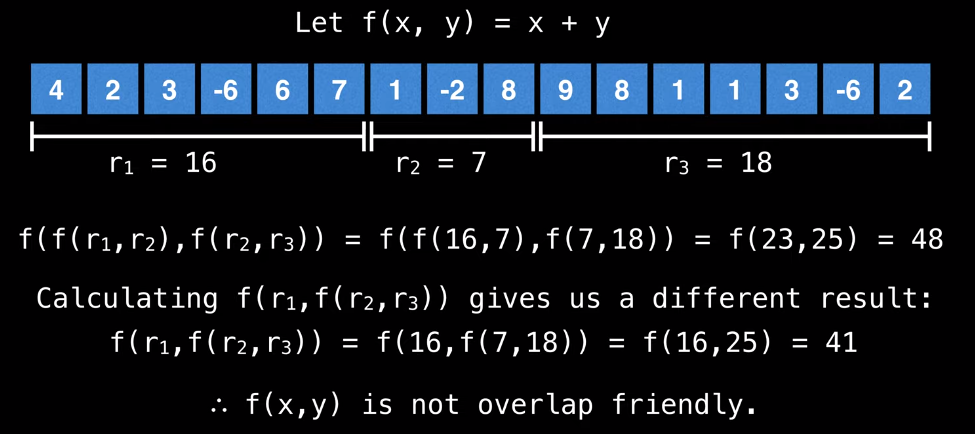 Let f(x, y) = x + y
4 2 3 -6 6 7 1 -2 8 9 8 1 1 3 -6 2
r₁ = 16 r₂ = 7 r₃ = 18
f(f(r₁,r₂),f(r₂,r₃)) = f(f(16,7),f(7,18)) = f(23,25) = 48
Calculating f(r₁,f(r₂,r₃)) gives us a different result:
f(r₁,f(r₂,r₃)) = f(16,f(7,18)) = f(16,25) = 41
∴ f(x,y) is not overlap friendly.